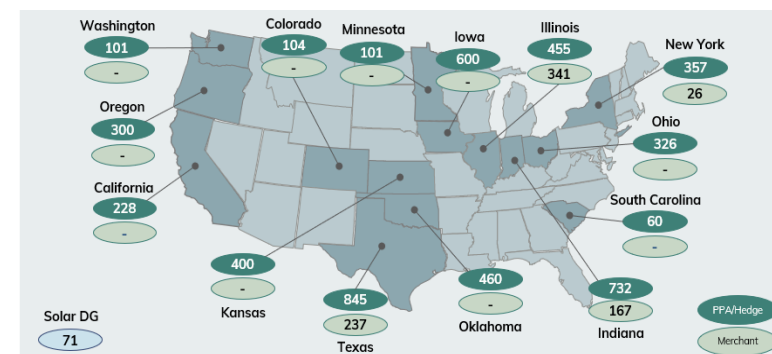 Washington
101
-
Colorado
104
-
Minnesota
101
-
Iowa
600
-
Illinois
455
341
New York
357
26
Oregon
300
-
Ohio
326
-
California
228
-
South Carolina
60
-
400
-
Kansas
845
237
Texas
460
-
Oklahoma
732
167
Indiana
Solar DG
71
PPA/Hedge
Merchant